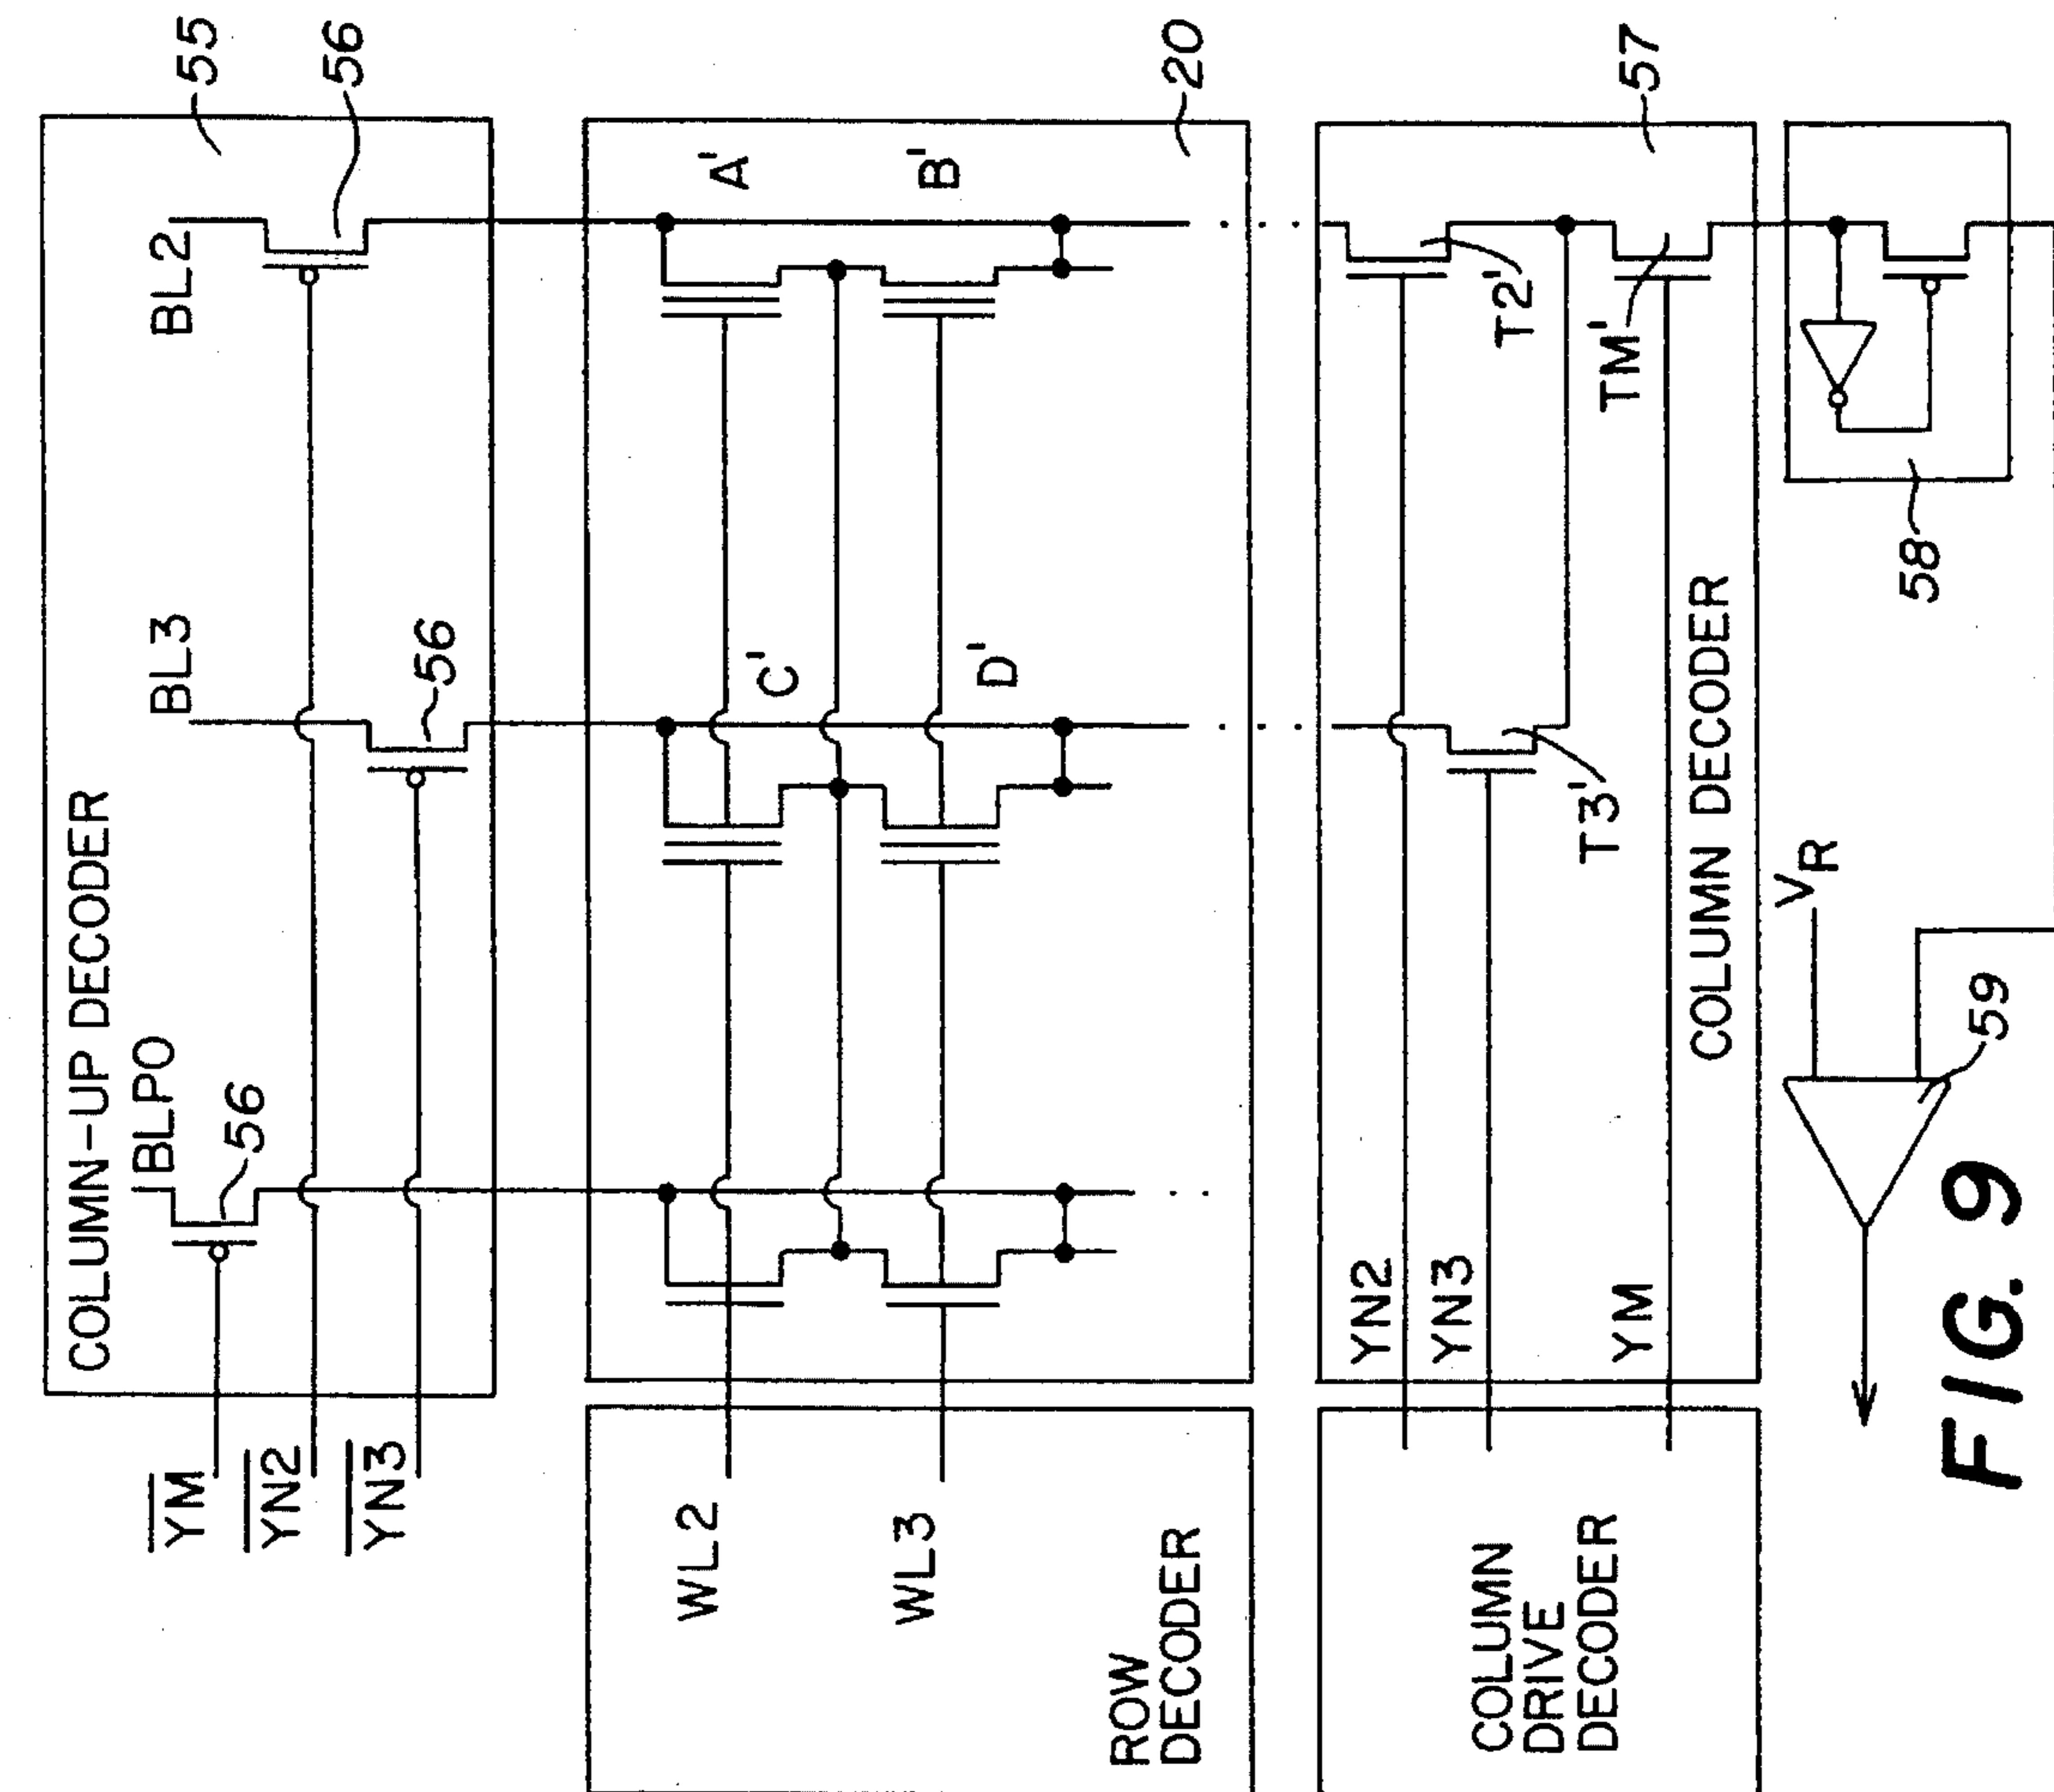 COLUMN-UP DECODER
55
56
BL2
BL3
56
BLPO
56
YM
YN2
YN3
20
A'
B'
C'
D'
WL2
WL3
ROW
DECODER
57
T2'
TM'
T3'
COLUMN DECODER
YN2
YN3
YM
COLUMN
DRIVE
DECODER
58
VR
59
FIG. 9